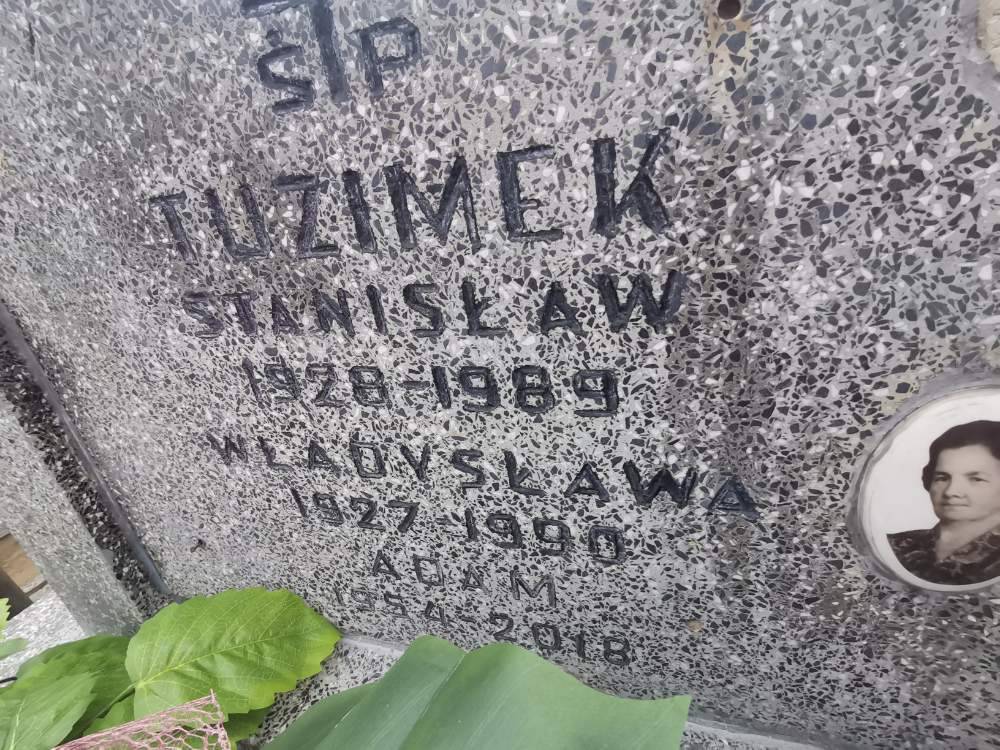 ŚP
TUZIMEK
STANISŁAW
1928-1989
WŁADYSŁAWA
1927-1990
ADAM
1954-2018